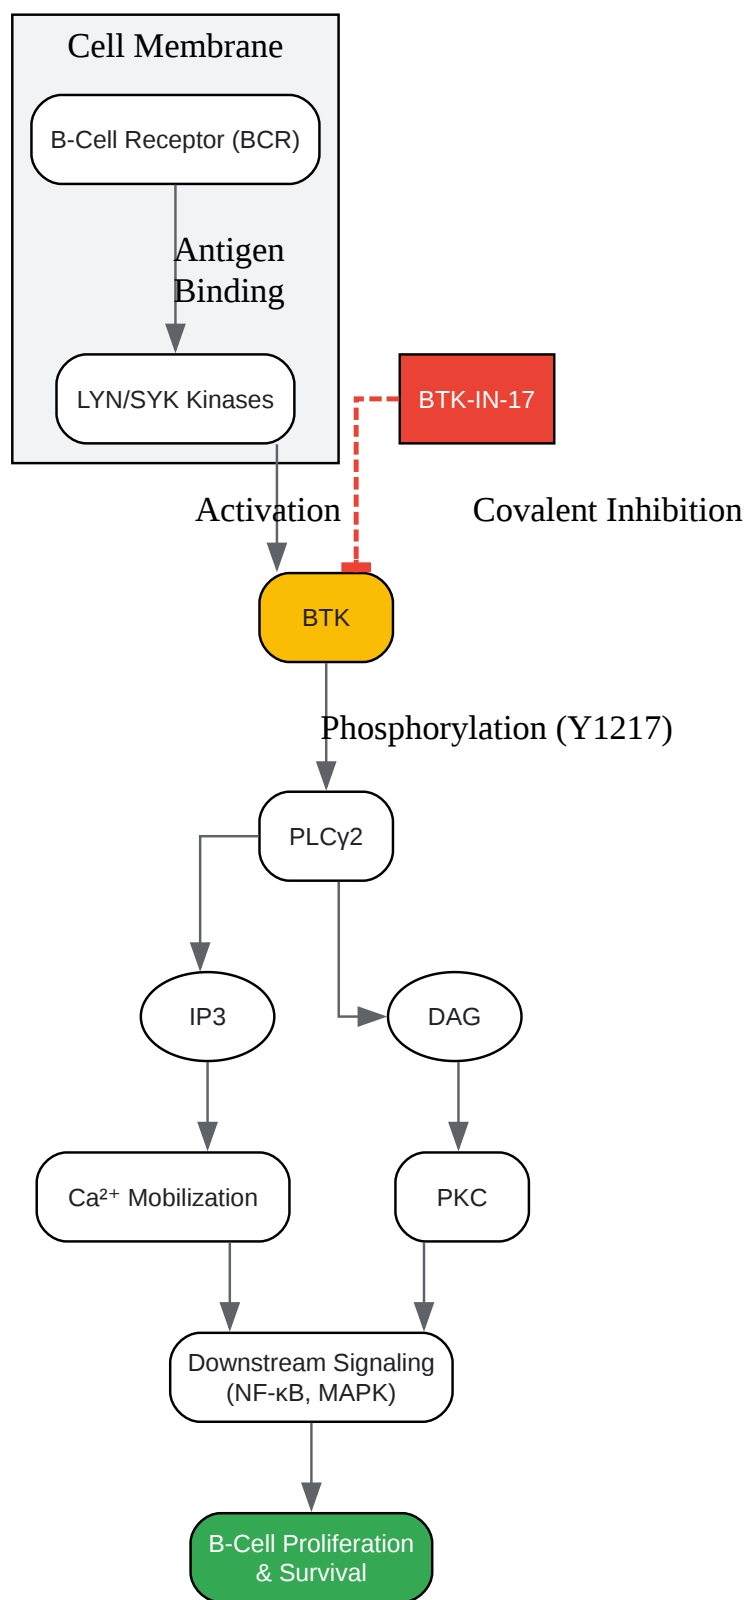 Cell Membrane
B-Cell Receptor (BCR)
Antigen
Binding
LYN/SYK Kinases
BTK-IN-17
Activation
Covalent Inhibition
BTK
Phosphorylation (Y1217)
PLCγ2
IP3
DAG
Ca²⁺ Mobilization
PKC
Downstream Signaling
(NF-κB, MAPK)
B-Cell Proliferation
& Survival